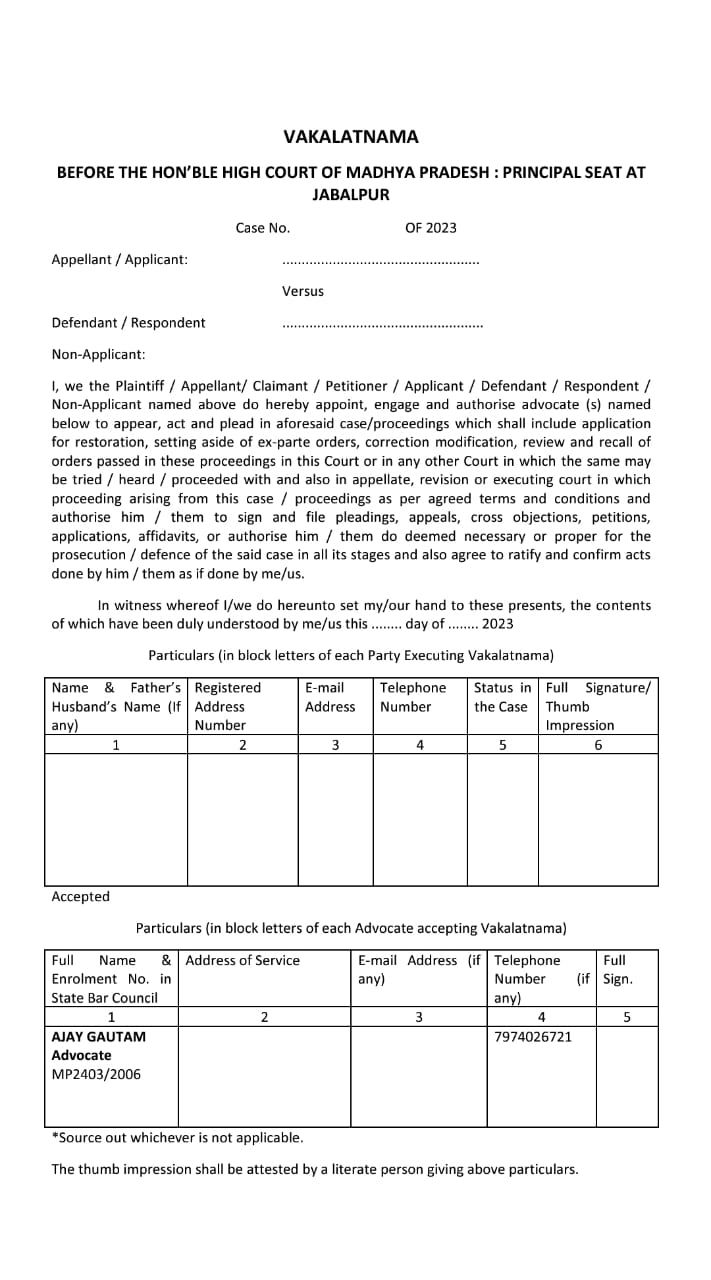 VAKALATNAMA
BEFORE THE HON'BLE HIGH COURT OF MADHYA PRADESH : PRINCIPAL SEAT AT
JABALPUR
Case No. OF 2023
Appellant / Applicant: ...................................................
Versus
Defendant / Respondent ....................................................
Non-Applicant:
I, we the Plaintiff / Appellant/ Claimant / Petitioner / Applicant / Defendant / Respondent /
Non-Applicant named above do hereby appoint, engage and authorise advocate (s) named
below to appear, act and plead in aforesaid case/proceedings which shall include application
for restoration, setting aside of ex-parte orders, correction modification, review and recall of
orders passed in these proceedings in this Court or in any other Court in which the same may
be tried / heard / proceeded with and also in appellate, revision or executing court in which
proceeding arising from this case / proceedings as per agreed terms and conditions and
authorise him / them to sign and file pleadings, appeals, cross objections, petitions,
applications, affidavits, or authorise him / them do deemed necessary or proper for the
prosecution / defence of the said case in all its stages and also agree to ratify and confirm acts
done by him / them as if done by me/us.
In witness whereof I/we do hereunto set my/our hand to these presents, the contents
of which have been duly understood by me/us this ........ day of ........ 2023
Particulars (in block letters of each Party Executing Vakalatnama)
Name & Father's Registered E-mail Telephone Status in Full Signature/
Husband's Name (If Address Address Number the Case Thumb
any) Number Impression
1 2 3 4 5 6
Accepted
Particulars (in block letters of each Advocate accepting Vakalatnama)
Full Name & Address of Service E-mail Address (if Telephone Full
Enrolment No. in any) Number (if Sign.
State Bar Council any)
1 2 3 4 5
AJAY GAUTAM 7974026721
Advocate
MP2403/2006
*Source out whichever is not applicable.
The thumb impression shall be attested by a literate person giving above particulars.